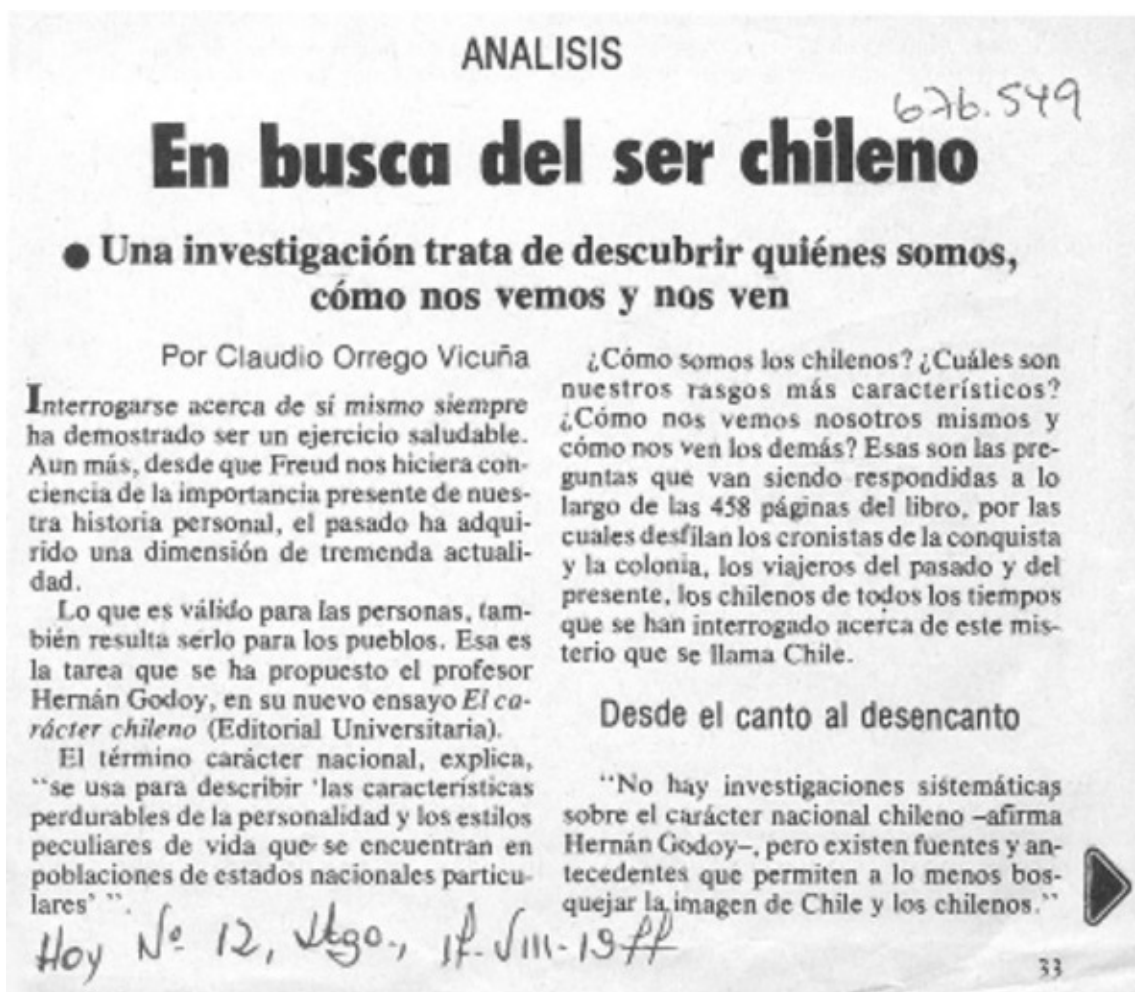 ANALISIS
676.549
En busca del ser chileno
● Una investigación trata de descubrir quiénes somos,
cómo nos vemos y nos ven
Por Claudio Orrego Vicuña
Interrogarse acerca de sí mismo siempre
ha demostrado ser un ejercicio saludable.
Aun más, desde que Freud nos hiciera con-
ciencia de la importancia presente de nues-
tra historia personal, el pasado ha adqui-
rido una dimensión de tremenda actuali-
dad.
Lo que es válido para las personas, tam-
bién resulta serlo para los pueblos. Esa es
la tarea que se ha propuesto el profesor
Hernán Godoy, en su nuevo ensayo El ca-
rácter chileno (Editorial Universitaria).
El término carácter nacional, explica,
“se usa para describir ‘las características
perdurables de la personalidad y los estilos
peculiares de vida que se encuentran en
poblaciones de estados nacionales particu-
lares’ ”.
¿Cómo somos los chilenos? ¿Cuáles son
nuestros rasgos más característicos?
¿Cómo nos vemos nosotros mismos y
cómo nos ven los demás? Esas son las pre-
guntas que van siendo respondidas a lo
largo de las 458 páginas del libro, por las
cuales desfilan los cronistas de la conquista
y la colonia, los viajeros del pasado y del
presente, los chilenos de todos los tiempos
que se han interrogado acerca de este mis-
terio que se llama Chile.
Desde el canto al desencanto
“No hay investigaciones sistemáticas
sobre el carácter nacional chileno –afirma
Hernán Godoy–, pero existen fuentes y an-
tecedentes que permiten a lo menos bos-
quejar la imagen de Chile y los chilenos.”
Hoy Nº 12, Stgo., VIII-19
33